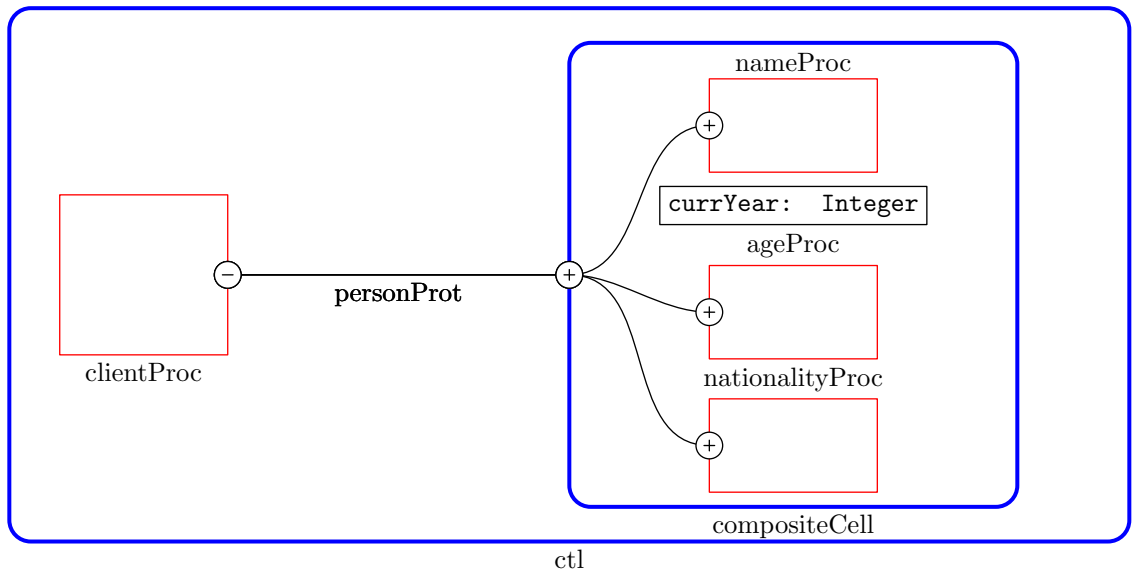 nameProc
+
currYear:  Integer
ageProc
− +
personProt
+
clientProc
nationalityProc
+
compositeCell
ctl